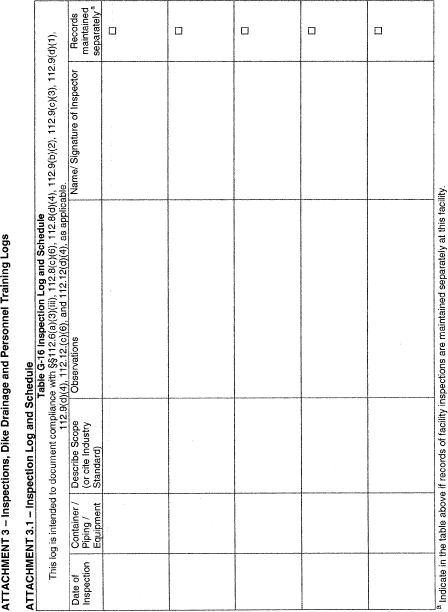 ATTACHMENT 3 – Inspections, Dike Drainage and Personnel Training Logs
ATTACHMENT 3.1 – Inspection Log and Schedule
Table G-16 Inspection Log and Schedule
This log is intended to document compliance with §§112.6(a)(3)(iii), 112.8(c)(6), 112.8(d)(4), 112.9(b)(2), 112.9(c)(3), 112.9(d)(1),
112.9(d)(4), 112.12.(c)(6), and 112.12(d)(4), as applicable.
Date of
Inspection
Container /
Piping /
Equipment
Describe Scope
(or cite Industry
Standard)
Observations
Name/ Signature of Inspector
Records
maintained
separately a
□
□
□
□
□
a Indicate in the table above if records of facility inspections are maintained separately at this facility.